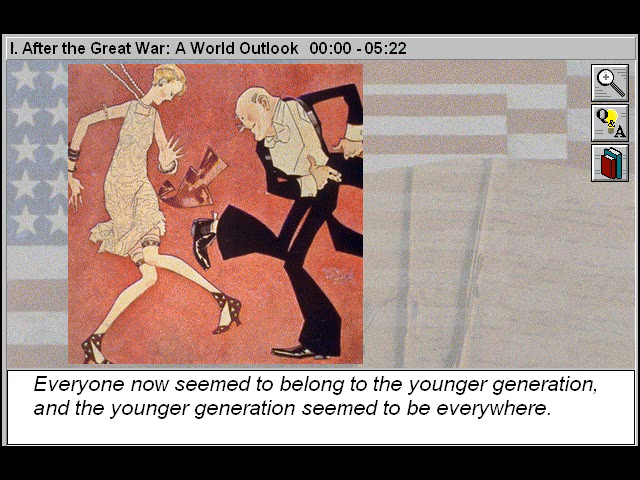 I. After the Great War: A World Outlook 00:00 - 05:22
Q
&
A
Everyone now seemed to belong to the younger generation,
and the younger generation seemed to be everywhere.